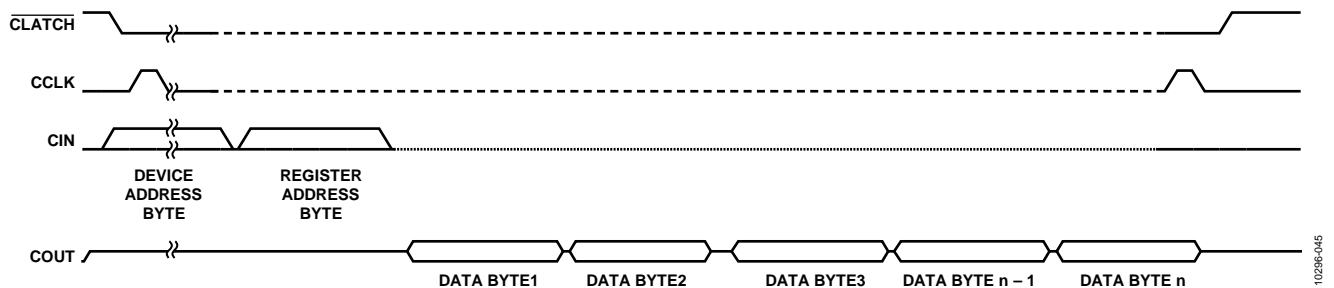 CLATCH
CCLK
CIN
DEVICE
ADDRESS
BYTE
REGISTER
ADDRESS
BYTE
COUT
DATA BYTE1
DATA BYTE2
DATA BYTE3
DATA BYTE n – 1
DATA BYTE n
10296-045